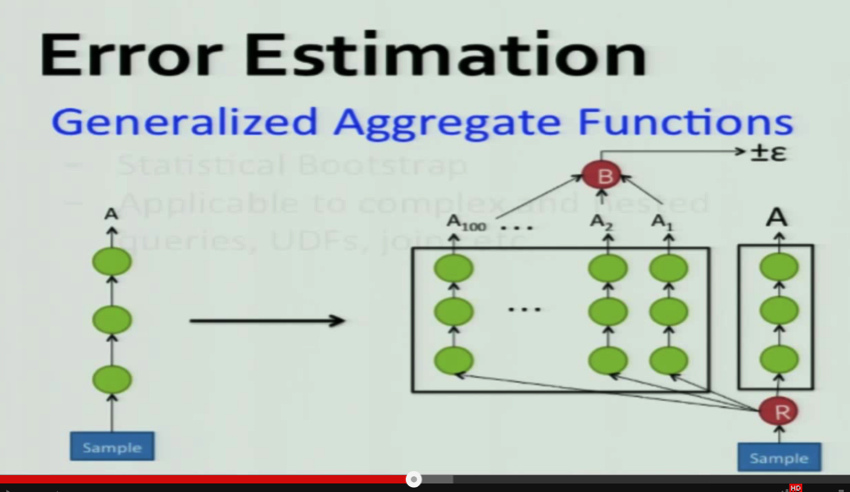 Error Estimation
Generalized Aggregate Functions
– Statistical Bootstrap
– Applicable to complex and nested
queries, UDFs, joins etc.
±ε
B
A
A100 ... A2 A1 A
...
R
Sample
Sample
HD